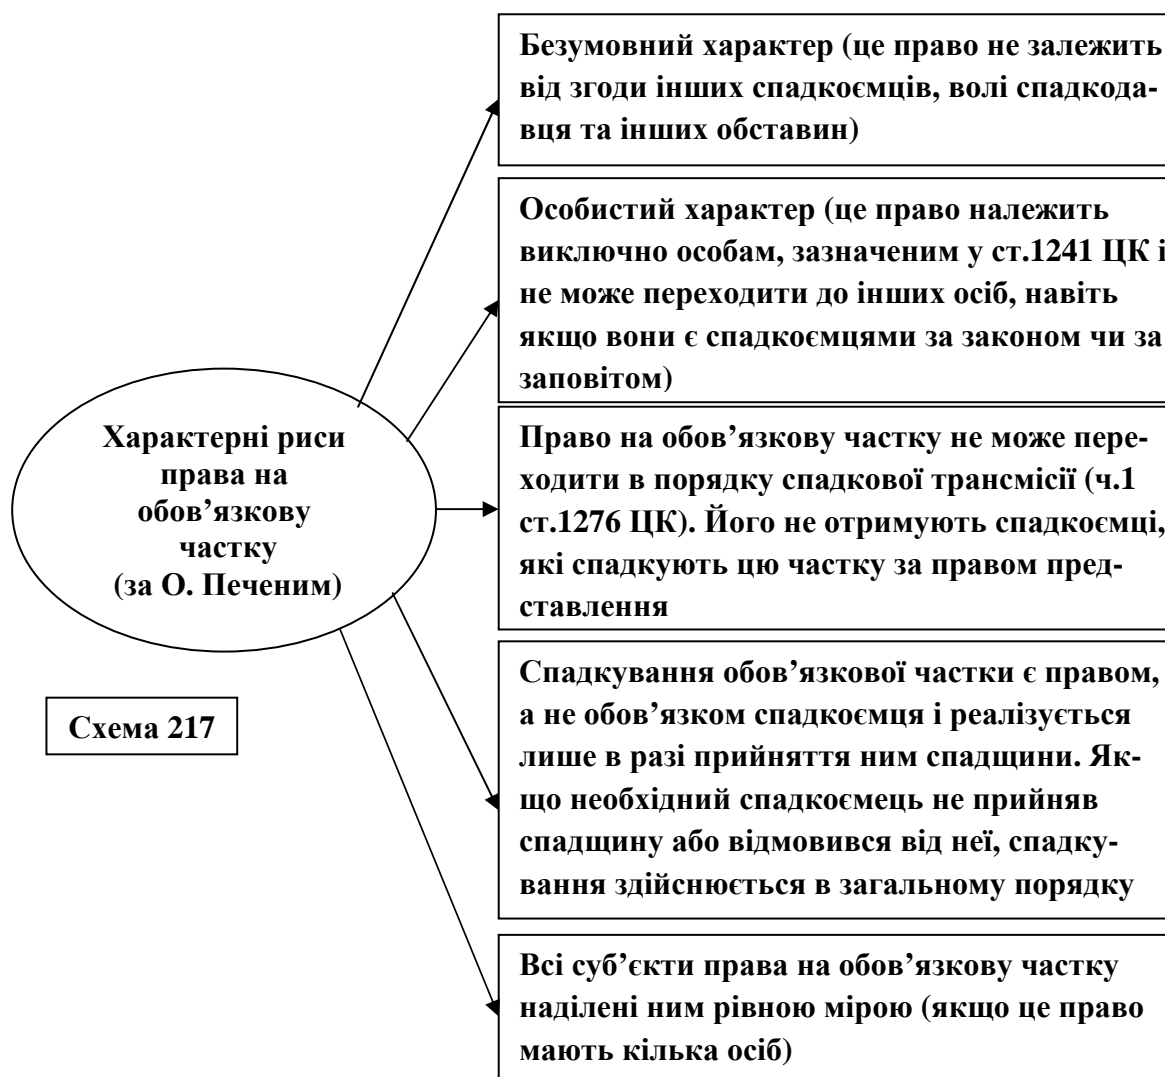 Безумовний характер (це право не залежить
від згоди інших спадкоємців, волі спадкода-
вця та інших обставин)
Особистий характер (це право належить
виключно особам, зазначеним у ст.1241 ЦК і
не може переходити до інших осіб, навіть
якщо вони є спадкоємцями за законом чи за
заповітом)
Характерні риси
права на
обов’язкову
частку
(за О. Печеним)
Право на обов’язкову частку не може пере-
ходити в порядку спадкової трансмісії (ч.1
ст.1276 ЦК). Його не отримують спадкоємці,
які спадкують цю частку за правом пред-
ставлення
Схема 217
Спадкування обов’язкової частки є правом,
а не обов’язком спадкоємця і реалізується
лише в разі прийняття ним спадщини. Як-
що необхідний спадкоємець не прийняв
спадщину або відмовився від неї, спадку-
вання здійснюється в загальному порядку
Всі суб’єкти права на обов’язкову частку
наділені ним рівною мірою (якщо це право
мають кілька осіб)